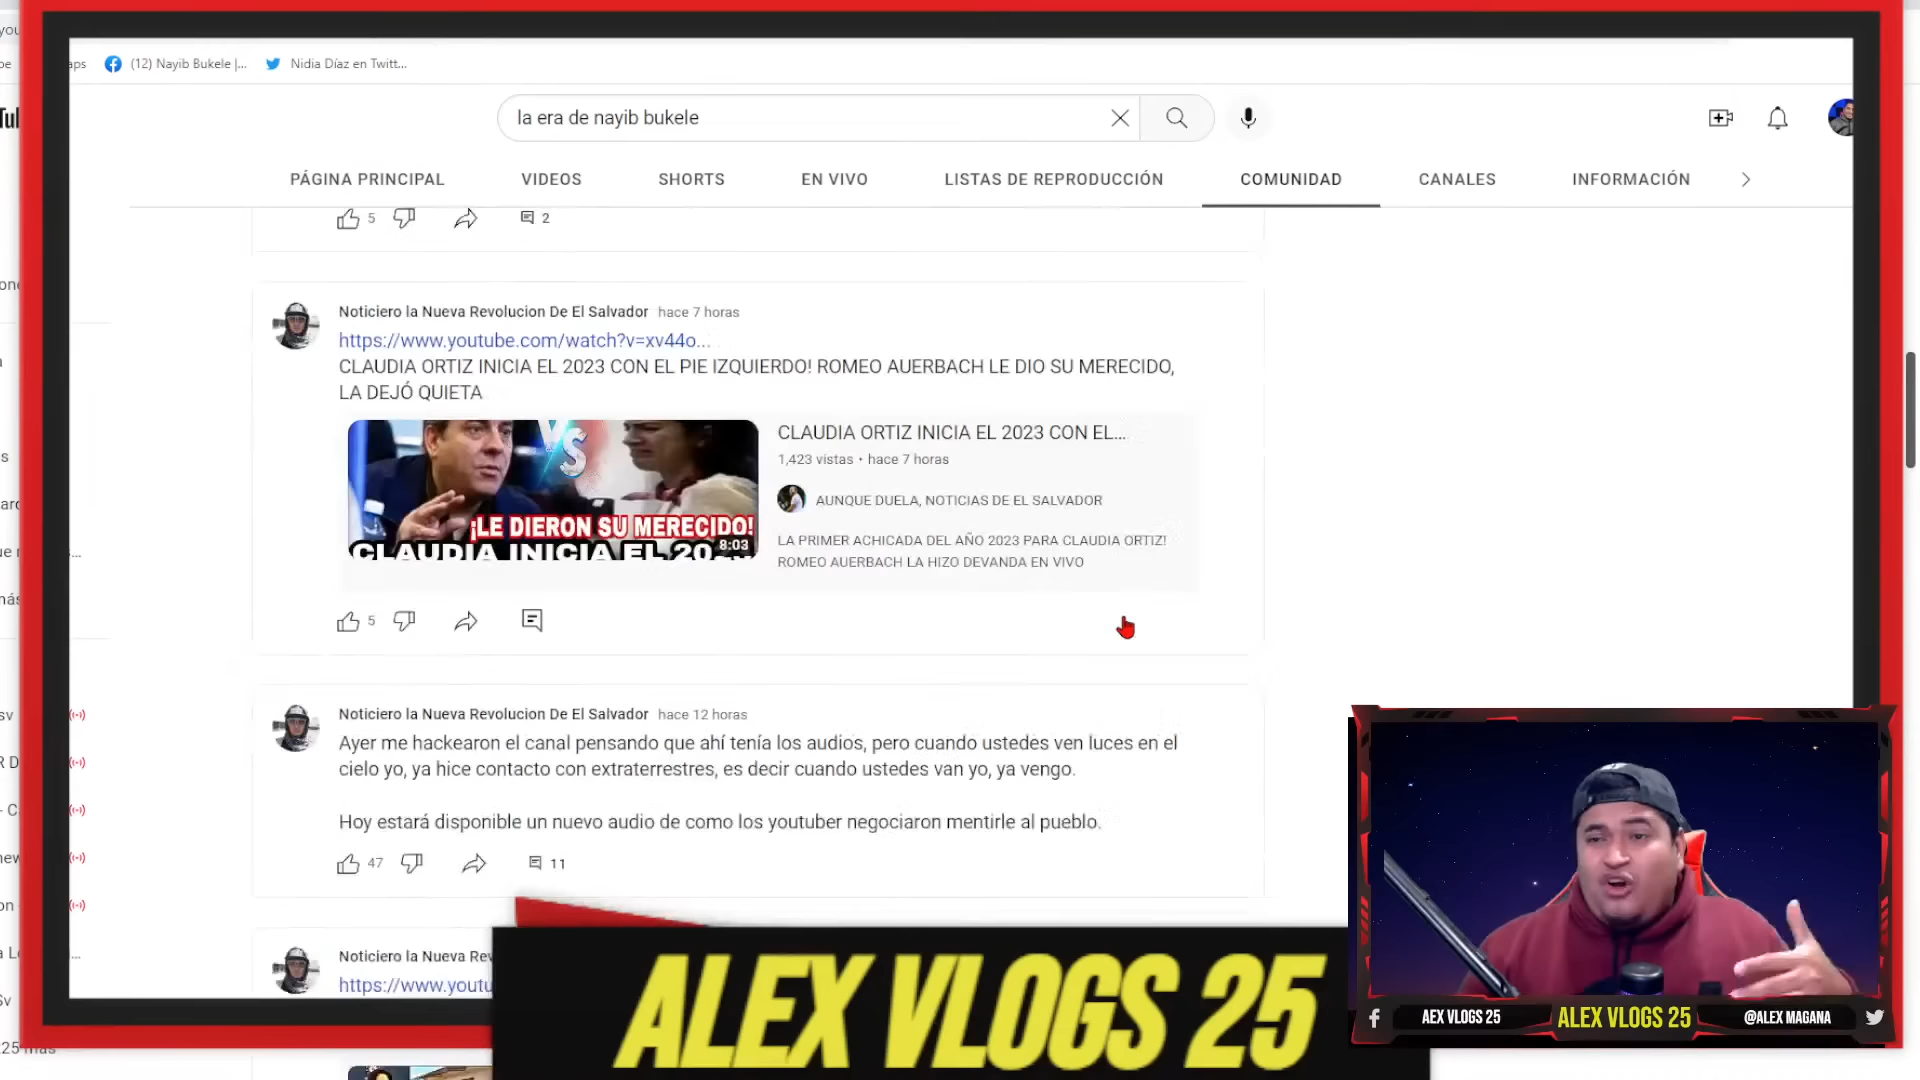 (12) Nayib Bukele |...
Nidia Díaz en Twitt...
la era de nayib bukele
PÁGINA PRINCIPAL
VIDEOS
SHORTS
EN VIVO
LISTAS DE REPRODUCCIÓN
COMUNIDAD
CANALES
INFORMACIÓN
5
2
Noticiero la Nueva Revolucion De El Salvador hace 7 horas
https://www.youtube.com/watch?v=xv44o...
CLAUDIA ORTIZ INICIA EL 2023 CON EL PIE IZQUIERDO! ROMEO AUERBACH LE DIO SU MERECIDO,
LA DEJÓ QUIETA
VS
¡LE DIERON SU MERECIDO!
CLAUDIA INICIA EL 20
8:03
CLAUDIA ORTIZ INICIA EL 2023 CON EL...
1,423 vistas • hace 7 horas
AUNQUE DUELA, NOTICIAS DE EL SALVADOR
LA PRIMER ACHICADA DEL AÑO 2023 PARA CLAUDIA ORTIZ!
ROMEO AUERBACH LA HIZO DEVANDA EN VIVO
5
Noticiero la Nueva Revolucion De El Salvador hace 12 horas
Ayer me hackearon el canal pensando que ahí tenía los audios, pero cuando ustedes ven luces en el
cielo yo, ya hice contacto con extraterrestres, es decir cuando ustedes van yo, ya vengo.
Hoy estará disponible un nuevo audio de como los youtuber negociaron mentirle al pueblo.
47
11
Noticiero la Nueva Rev
https://www.youtu
ALEX VLOGS 25
AEX VLOGS 25
ALEX VLOGS 25
@ALEX MAGANA